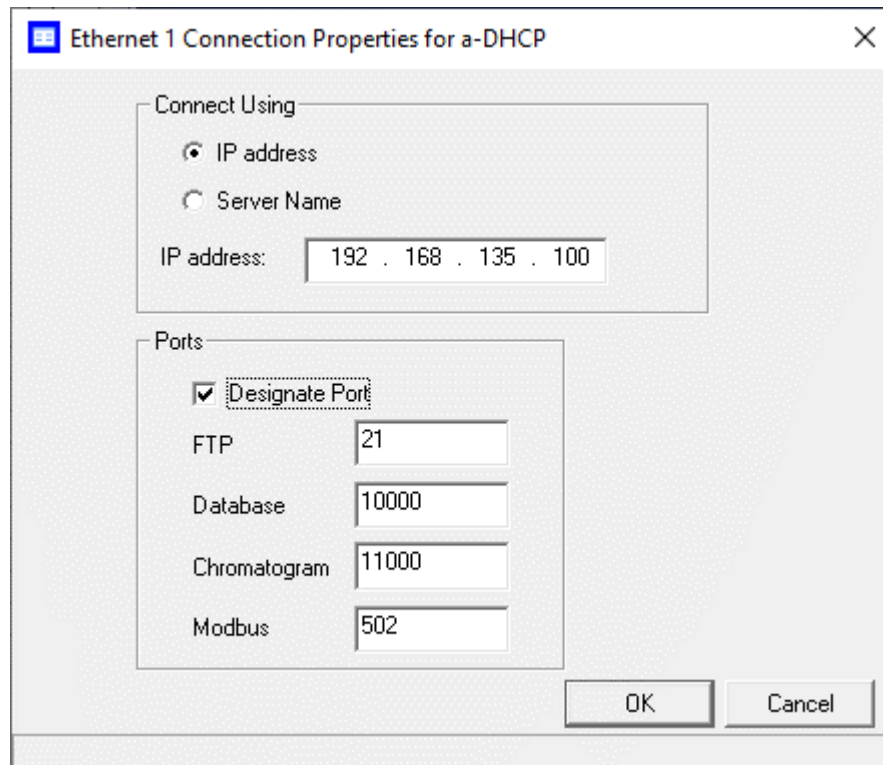 Ethernet 1 Connection Properties for a-DHCP
Connect Using
IP address
Server Name
IP address: 192 . 168 . 135 . 100
Ports
Designate Port
FTP 21
Database 10000
Chromatogram 11000
Modbus 502
OK Cancel